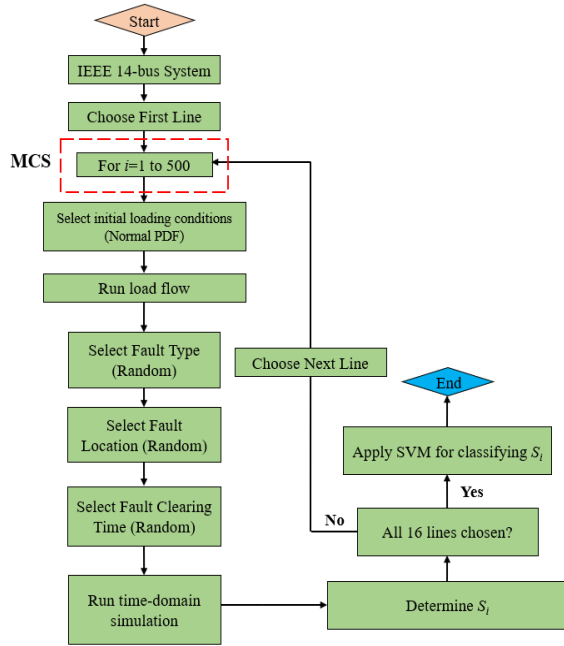 Start
IEEE 14-bus System
Choose First Line
MCS
For i=1 to 500
Select initial loading conditions
(Normal PDF)
Run load flow
Select Fault Type
(Random)
Select Fault
Location (Random)
Select Fault Clearing
Time (Random)
Run time-domain
simulation
Determine Si
All 16 lines chosen?
No
Choose Next Line
Yes
Apply SVM for classifying Si
End